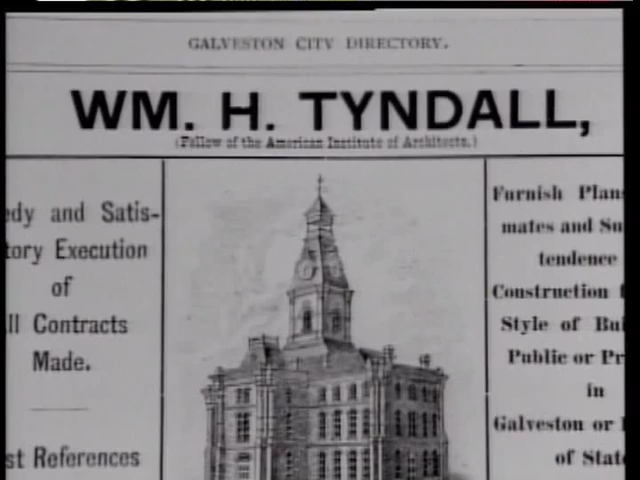 GALVESTON CITY DIRECTORY.
WM. H. TYNDALL,
(Fellow of the American Institute of Architects.)
edy and Satis-
tory Execution
of
ll Contracts
Made.
st References
Furnish Plan
mates and Su
tendence
Construction
Style of Bui
Public or Pr
in
Galveston or
of State